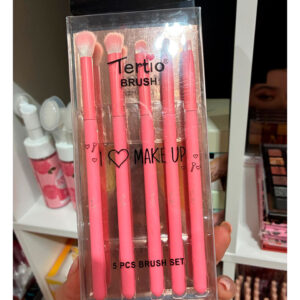 Tertio®
BRUSH
I ♡ MAKE UP
5 PCS BRUSH SET